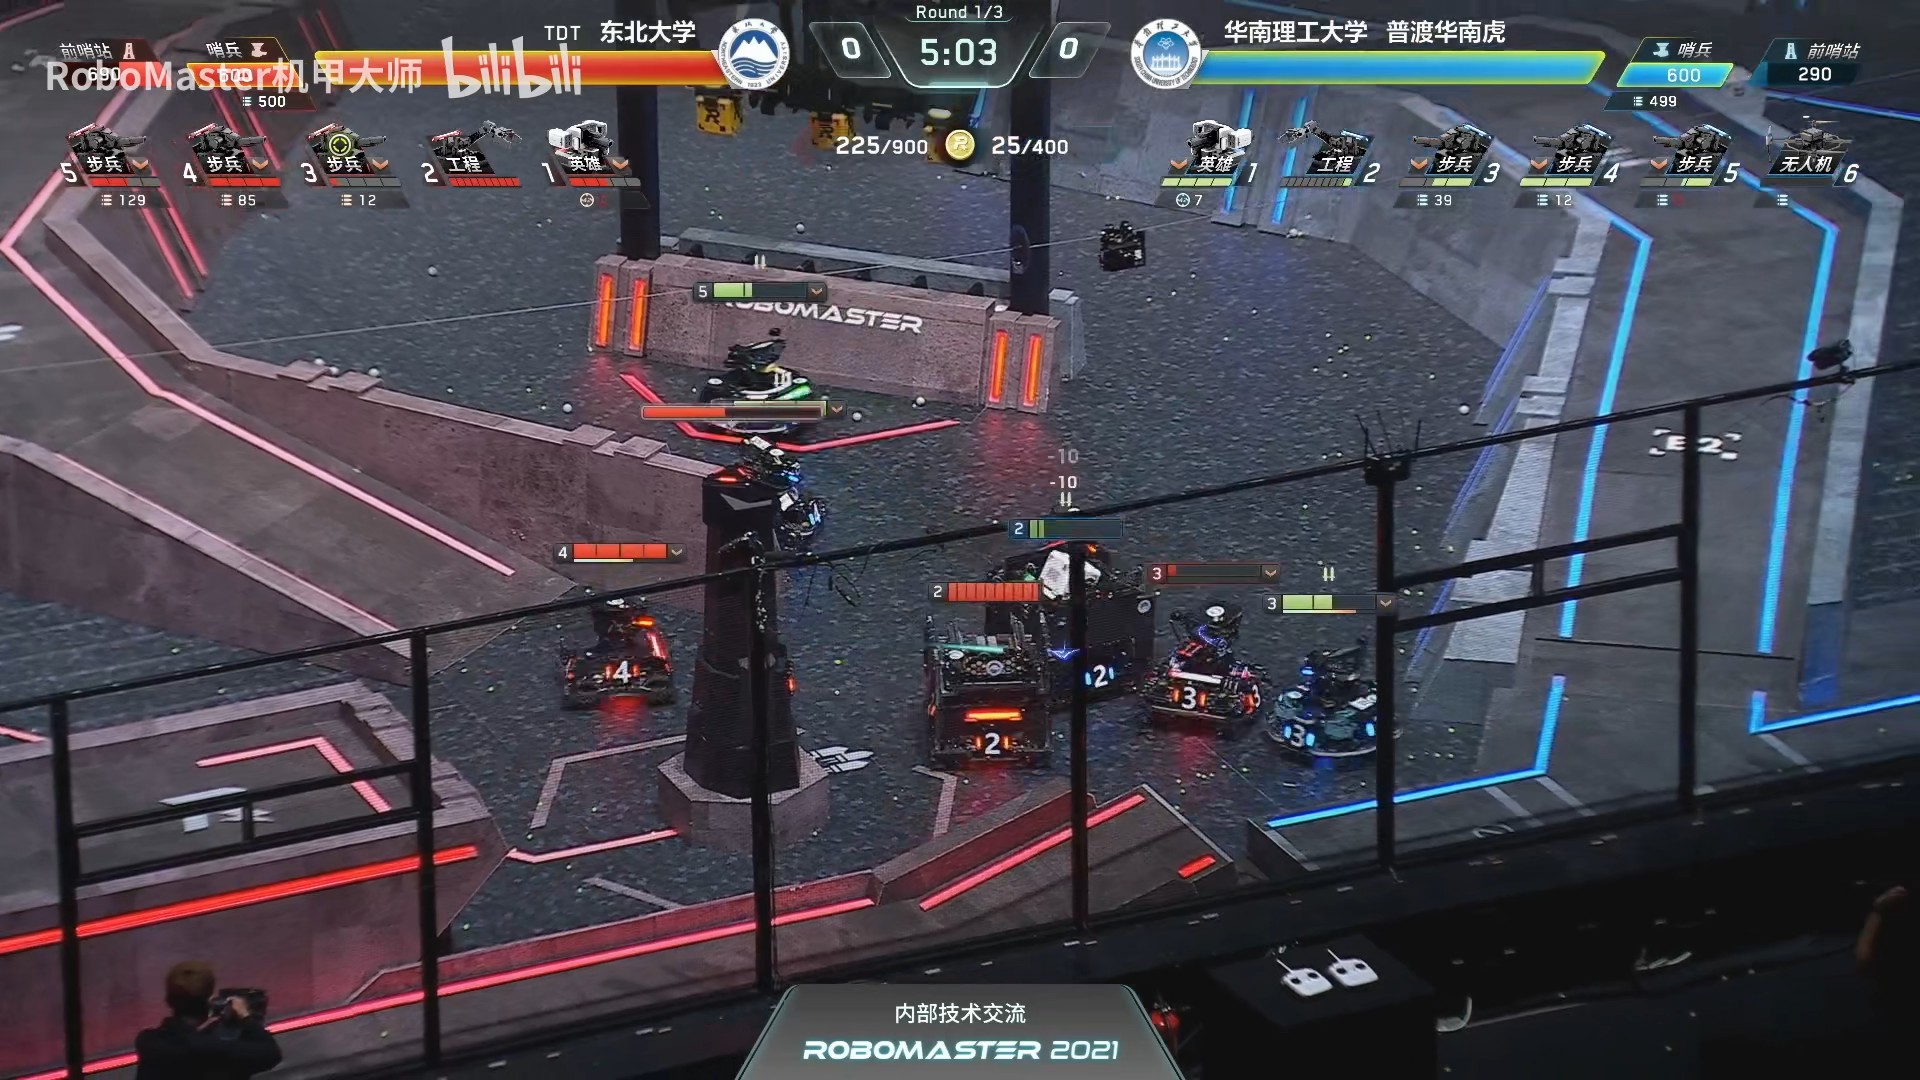 Round 1/3
TDT 东北大学
0
5:03
0
华南理工大学 普渡华南虎
前哨站
690
哨兵
600
500
哨兵
600
499
前哨站
290
RoboMaster机甲大师 bilibili
225/900
25/400
5 步兵
129
4 步兵
85
3 步兵
12
2 工程
1 英雄
英雄 1
7
工程 2
步兵 3
39
步兵 4
12
步兵 5
无人机 6
5
ROBOMASTER
-10
-10
2
4
2
3
3
4
2
3
3
2
3
内部技术交流
ROBOMASTER 2021